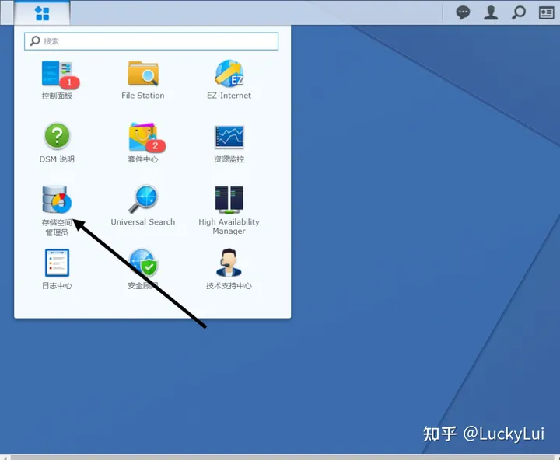 搜索
1
控制面板
File Station
EZ-Internet
DSM 说明
2
套件中心
资源监控
存储空间
管理员
Universal Search
High Availability
Manager
日志中心
安全顾问
技术支持中心
知乎 @LuckyLui